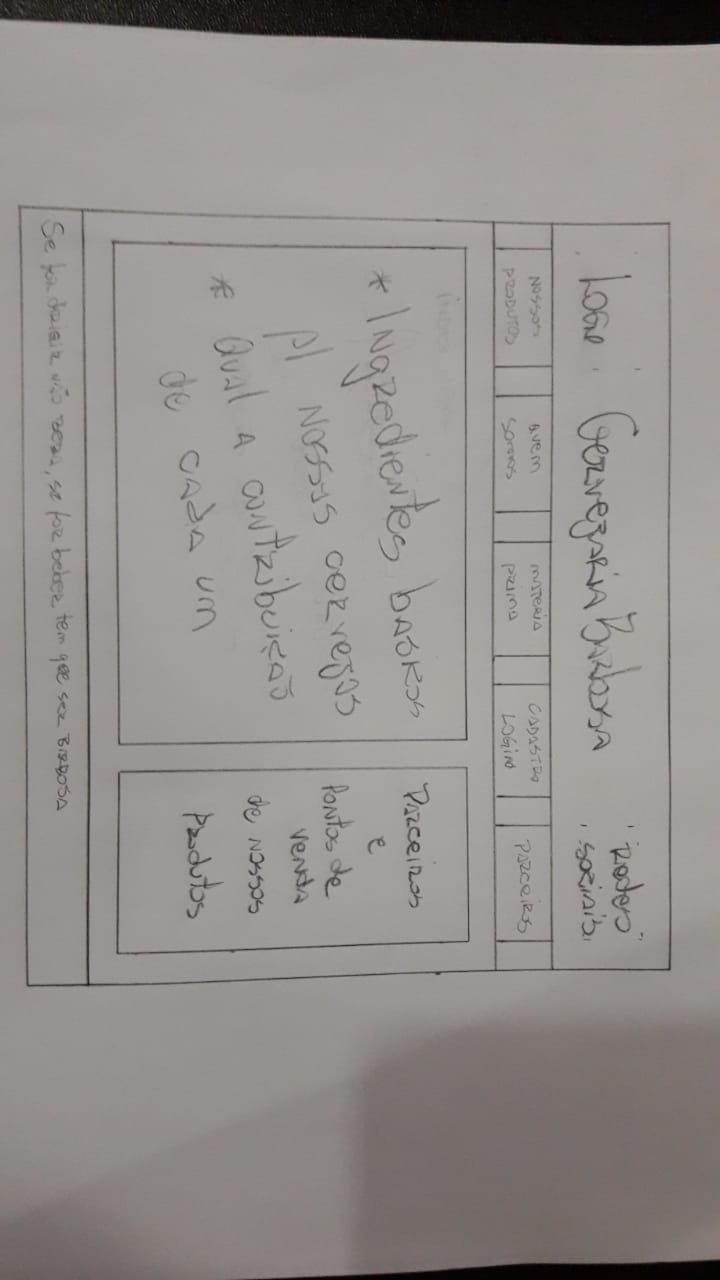 Logo
Cervejaria Barbosa
"Redes
sociais
NOSSOS
PRODUTOS
QUEM
SOMOS
MATERIA
PRIMA
CADASTRO
LOGIN
PARCEIROS
* Ingredientes basicos
p/ nossas cervejas
* Qual a contribuição
de cada um
Parceiros
e
Pontos de
venda
de nossos
Produtos
Se for dirigir não beba, se for beber tem que ser BARBOSA